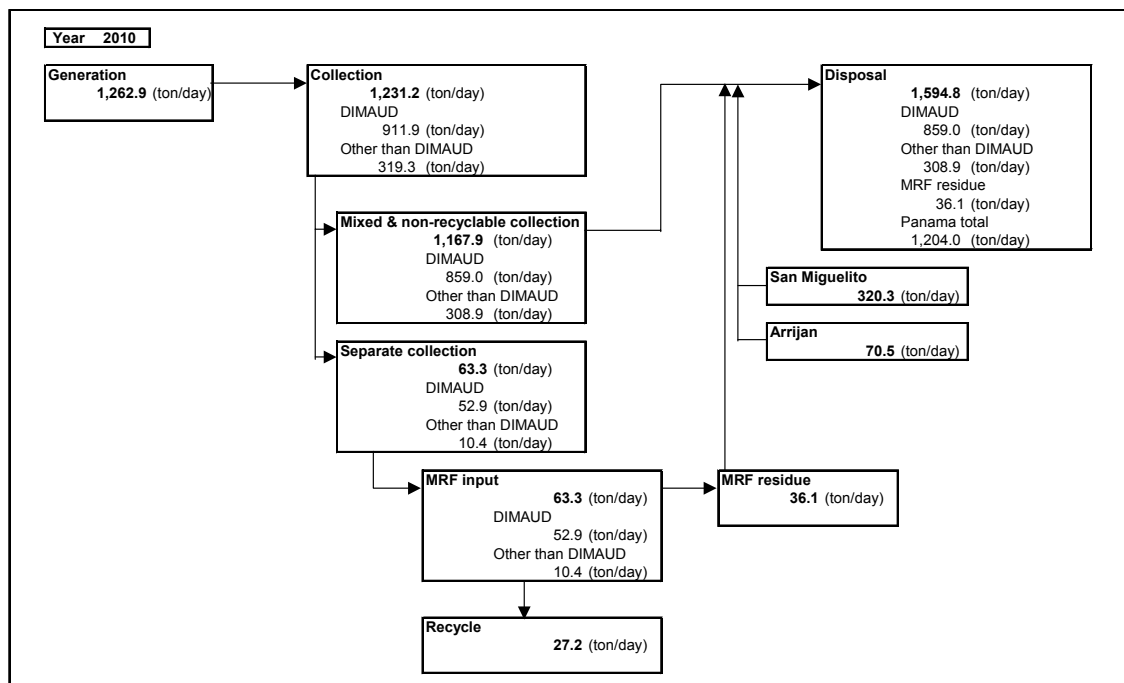 Year 2010
Generation
1,262.9 (ton/day)
Collection
1,231.2 (ton/day)
DIMAUD
911.9 (ton/day)
Other than DIMAUD
319.3 (ton/day)
Mixed & non-recyclable collection
1,167.9 (ton/day)
DIMAUD
859.0 (ton/day)
Other than DIMAUD
308.9 (ton/day)
Separate collection
63.3 (ton/day)
DIMAUD
52.9 (ton/day)
Other than DIMAUD
10.4 (ton/day)
MRF input
63.3 (ton/day)
DIMAUD
52.9 (ton/day)
Other than DIMAUD
10.4 (ton/day)
Recycle
27.2 (ton/day)
MRF residue
36.1 (ton/day)
Disposal
1,594.8 (ton/day)
DIMAUD
859.0 (ton/day)
Other than DIMAUD
308.9 (ton/day)
MRF residue
36.1 (ton/day)
Panama total
1,204.0 (ton/day)
San Miguelito
320.3 (ton/day)
Arrijan
70.5 (ton/day)